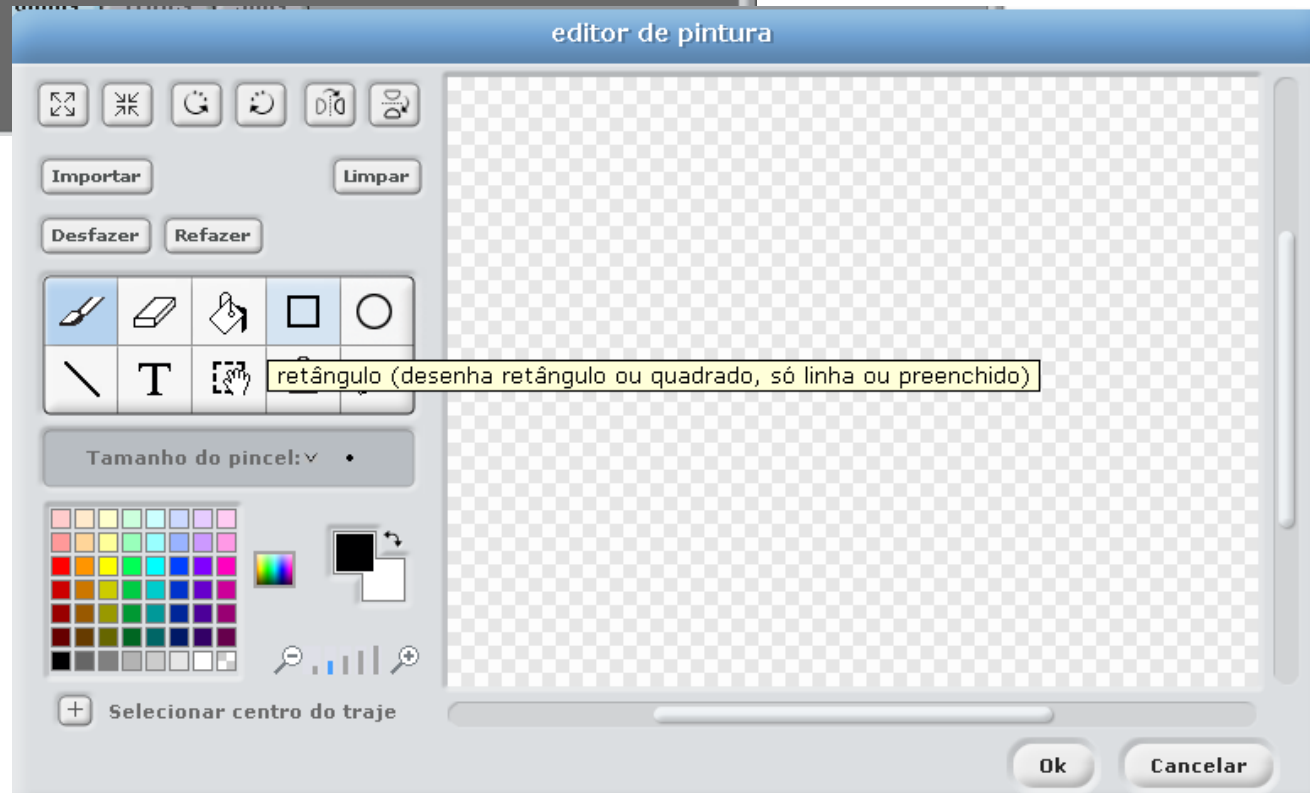 editor de pintura
Importar
Limpar
Desfazer
Refazer
T
retângulo (desenha retângulo ou quadrado, só linha ou preenchido)
Tamanho do pincel:
Selecionar centro do traje
Ok
Cancelar